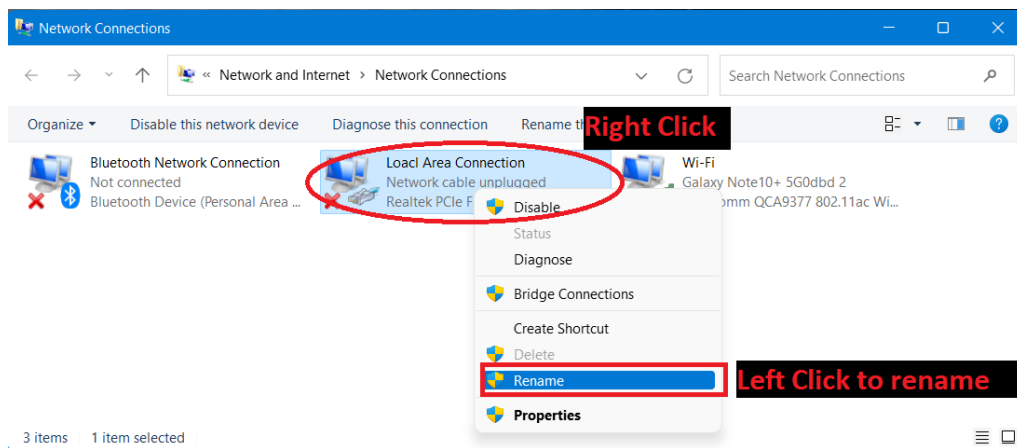 Network Connections
« Network and Internet > Network Connections
Search Network Connections
Organize
Disable this network device
Diagnose this connection
Rename
Right Click
Bluetooth Network Connection
Not connected
Bluetooth Device (Personal Area ...
Loacl Area Connection
Network cable unplugged
Realtek PCIe F
Wi-Fi
Galaxy Note10+ 5G0dbd 2
QCA9377 802.11ac Wi...
Disable
Status
Diagnose
Bridge Connections
Create Shortcut
Delete
Rename
Left Click to rename
Properties
3 items
1 item selected